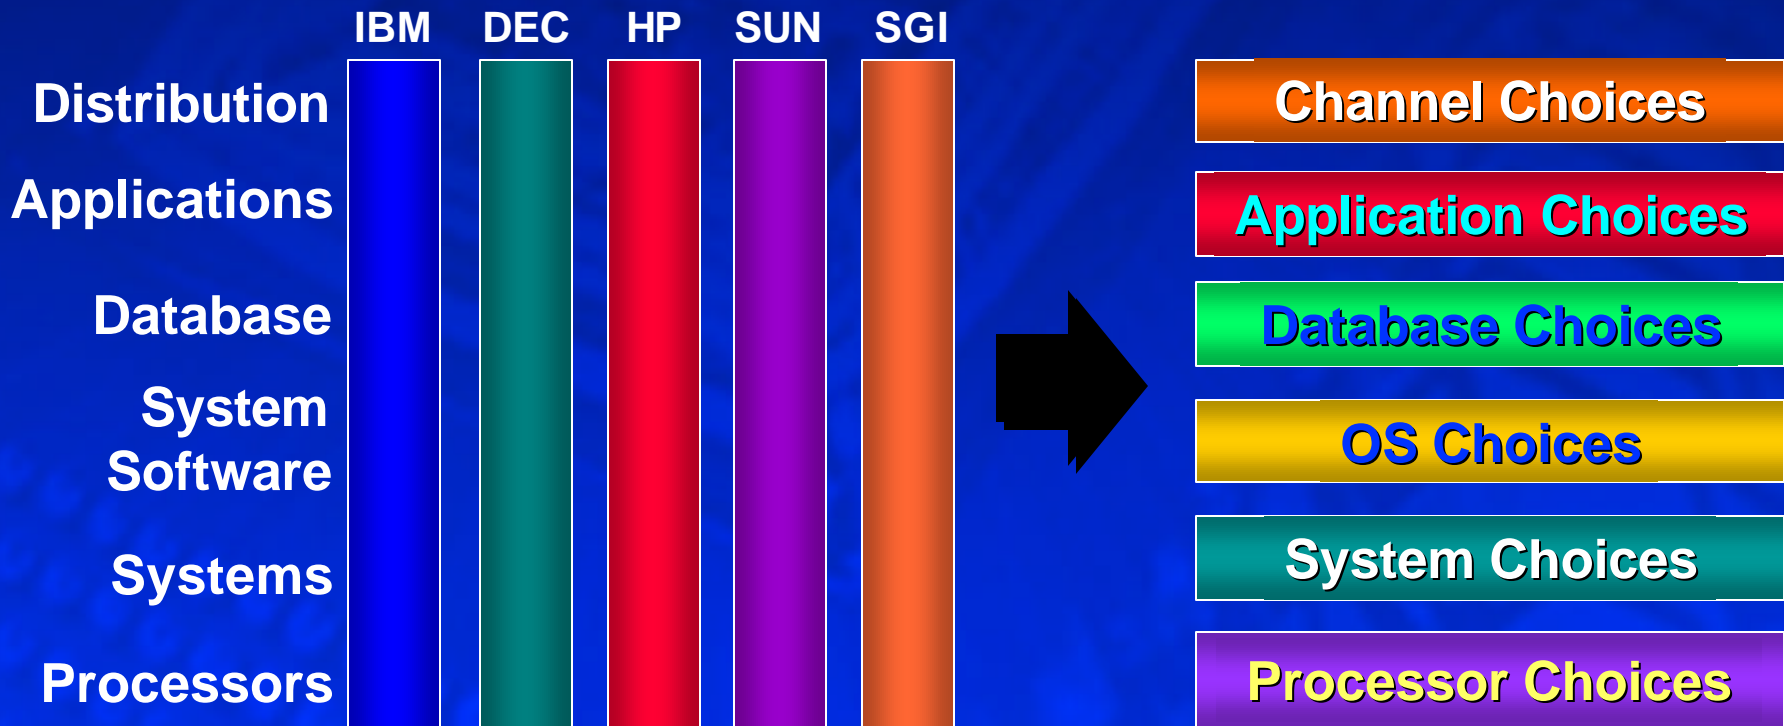 IBM DEC HP SUN SGI
Distribution
Applications
Database
System
Software
Systems
Processors
Channel Choices
Application Choices
Database Choices
OS Choices
System Choices
Processor Choices